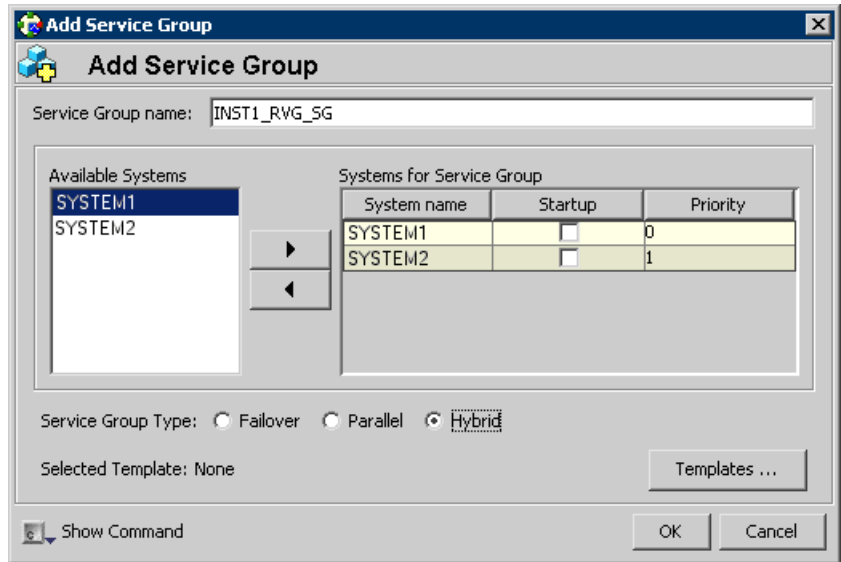 Add Service Group
Add Service Group
Service Group name: INST1_RVG_SG
Available Systems
SYSTEM1
SYSTEM2
Systems for Service Group
System name Startup Priority
SYSTEM1 0
SYSTEM2 1
Service Group Type: Failover Parallel Hybrid
Selected Template: None
Templates ...
c Show Command
OK Cancel